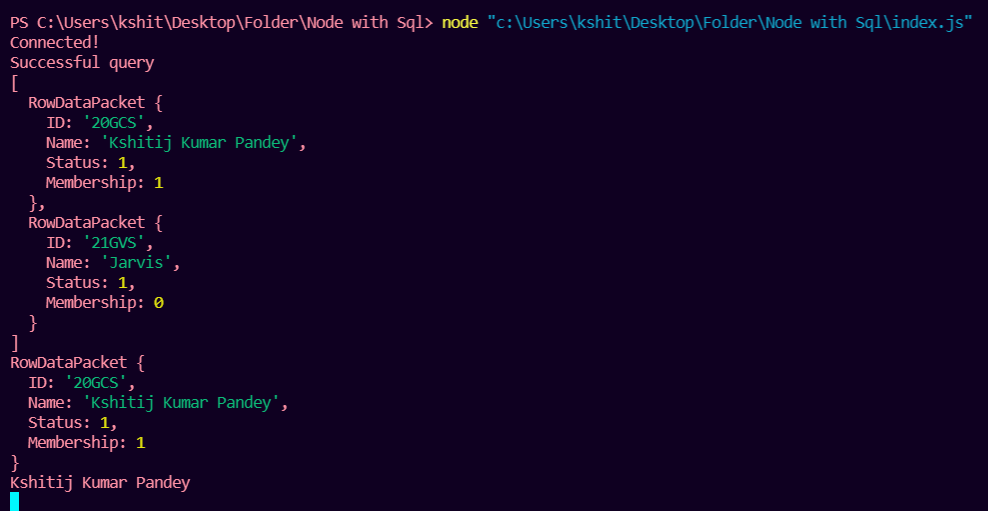 PS C:\Users\kshit\Desktop\Folder\Node with Sql> node "c:\Users\kshit\Desktop\Folder\Node with Sql\index.js"
Connected!
Successful query
[
  RowDataPacket {
    ID: '20GCS',
    Name: 'Kshitij Kumar Pandey',
    Status: 1,
    Membership: 1
  },
  RowDataPacket {
    ID: '21GVS',
    Name: 'Jarvis',
    Status: 1,
    Membership: 0
  }
]
RowDataPacket {
  ID: '20GCS',
  Name: 'Kshitij Kumar Pandey',
  Status: 1,
  Membership: 1
}
Kshitij Kumar Pandey